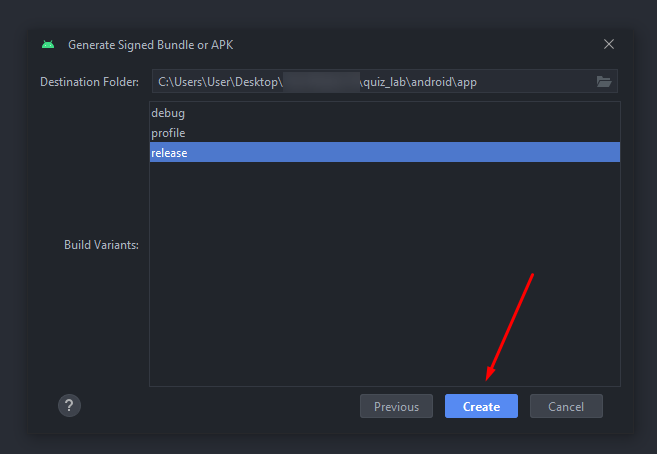 Generate Signed Bundle or APK
Destination Folder: C:\Users\User\Desktop\ \quiz_lab\android\app
debug
profile
release
Build Variants:
? Previous Create Cancel